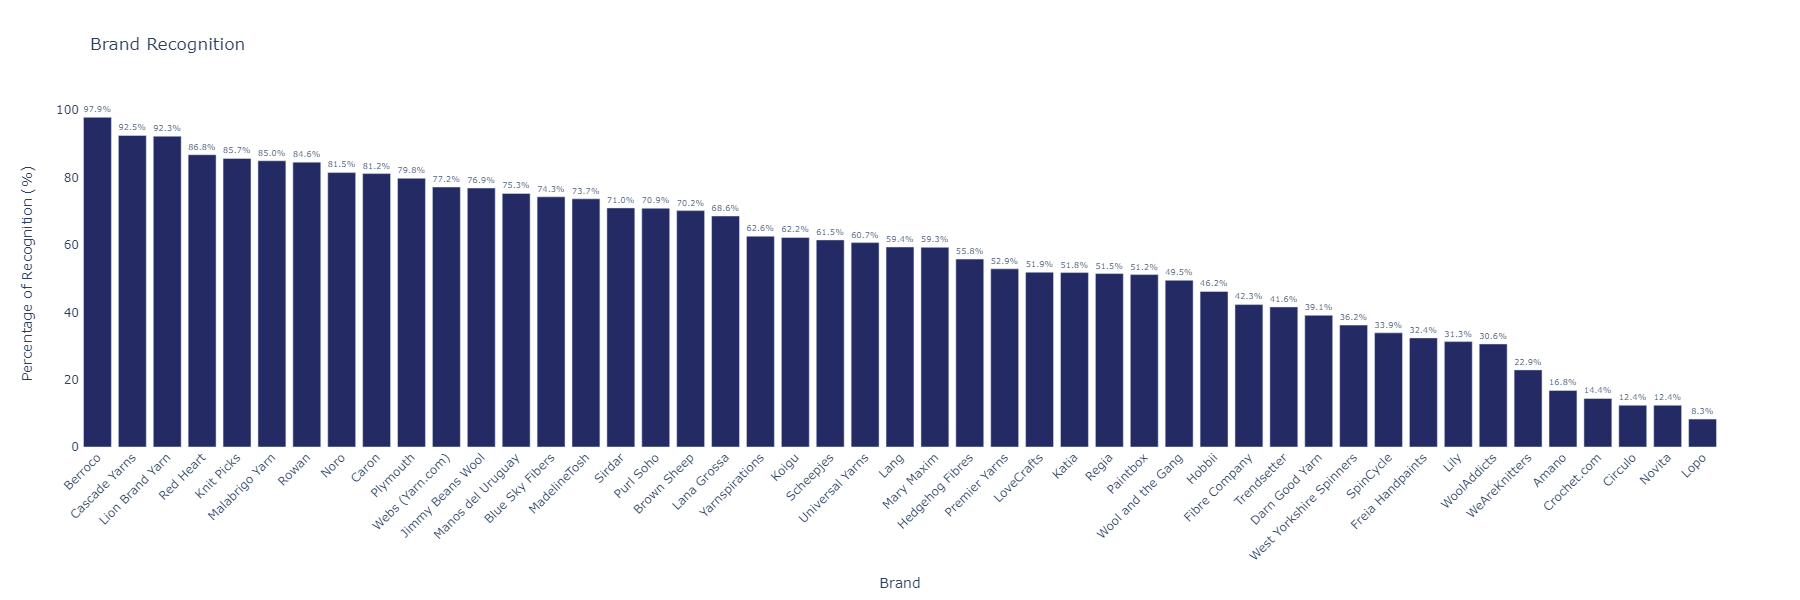 Brand Recognition
100
80
60
40
20
0
Percentage of Recognition (%)
97.9%
92.5%
92.3%
86.8%
85.7%
85.0%
84.6%
81.5%
81.2%
79.8%
77.2%
76.9%
75.3%
74.3%
73.7%
71.0%
70.9%
70.2%
68.6%
62.6%
62.2%
61.5%
60.7%
59.4%
59.3%
55.8%
52.9%
51.9%
51.8%
51.5%
51.2%
49.5%
46.2%
42.3%
41.6%
39.1%
36.2%
33.9%
32.4%
31.3%
30.6%
22.9%
16.8%
14.4%
12.4%
12.4%
8.3%
Berroco
Cascade Yarns
Lion Brand Yarn
Red Heart
Knit Picks
Malabrigo Yarn
Rowan
Noro
Caron
Plymouth
Webs (Yarn.com)
Jimmy Beans Wool
Manos del Uruguay
Blue Sky Fibers
MadelineTosh
Sirdar
Purl Soho
Brown Sheep
Lana Grossa
Yarnspirations
Koigu
Scheepjes
Universal Yarns
Lang
Mary Maxim
Hedgehog Fibres
Premier Yarns
LoveCrafts
Katia
Regia
Paintbox
Wool and the Gang
Hobbii
Fibre Company
Trendsetter
Darn Good Yarn
West Yorkshire Spinners
SpinCycle
Freia Handpaints
Lily
WoolAddicts
WeAreKnitters
Amano
Crochet.com
Circulo
Novita
Lopo
Brand